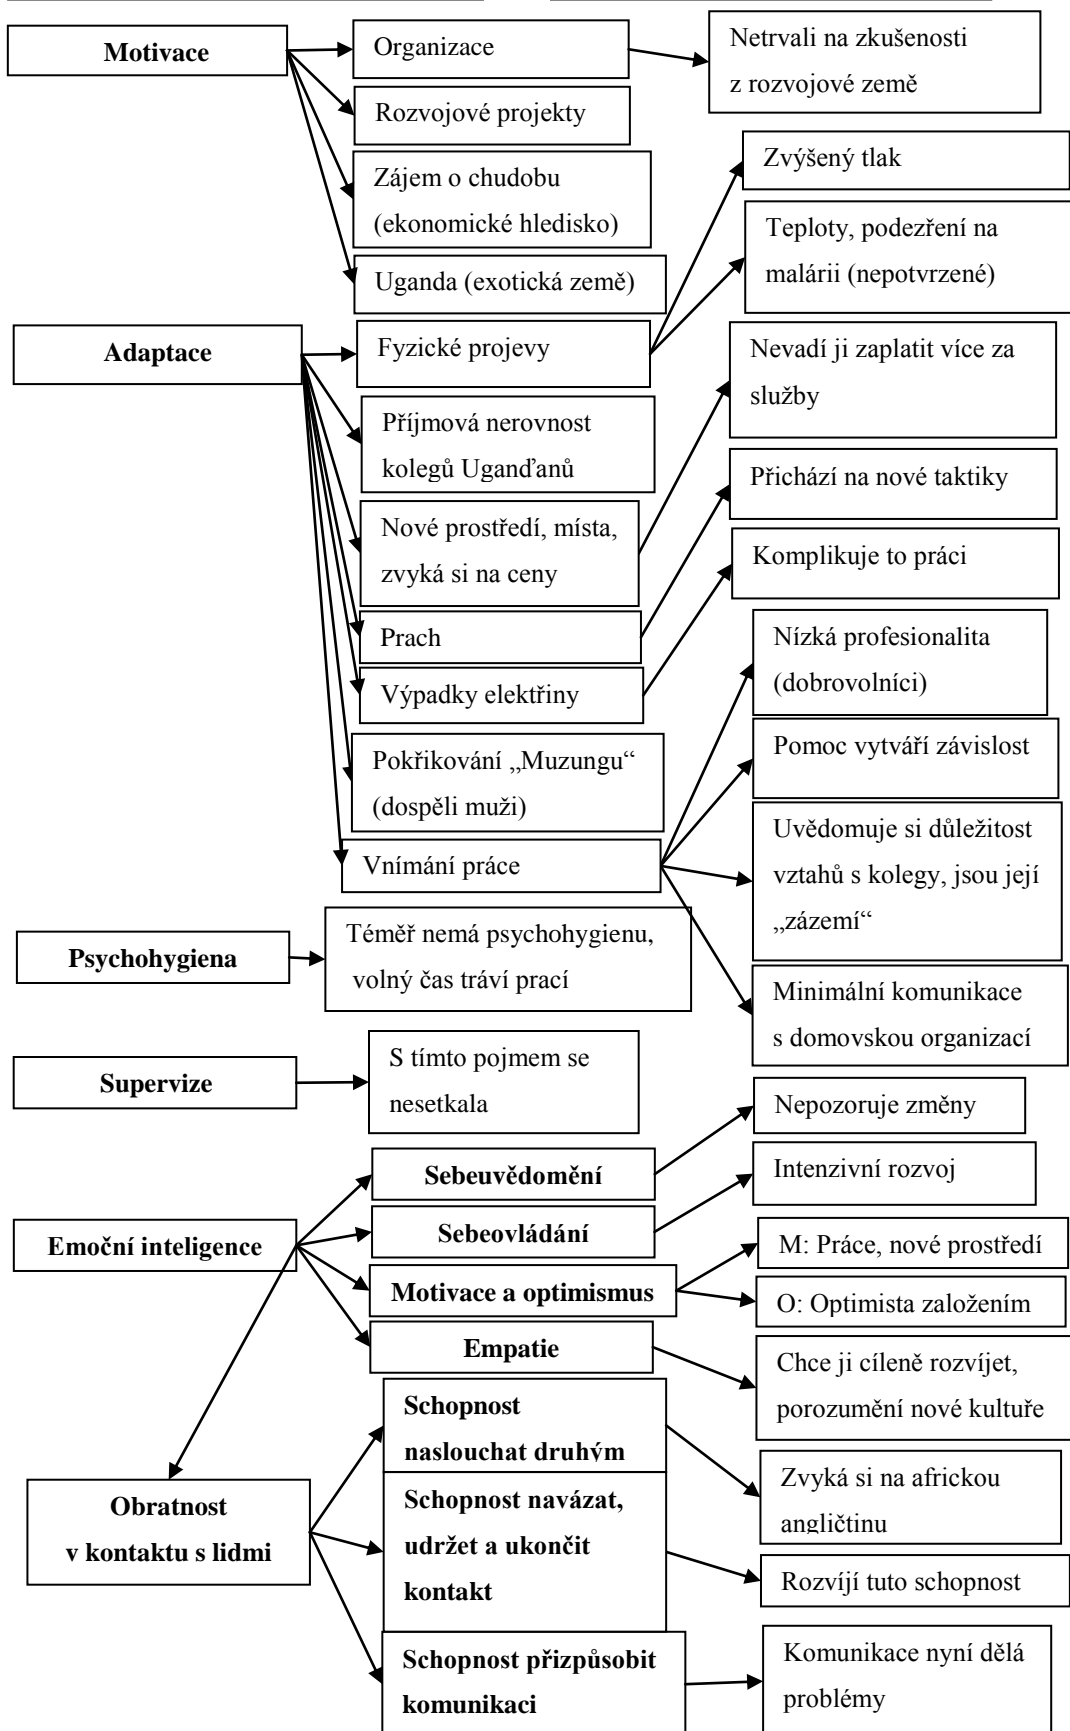 Motivace
Organizace
Netrvali na zkušenosti
z rozvojové země
Rozvojové projekty
Zájem o chudobu
(ekonomické hledisko)
Uganda (exotická země)
Adaptace
Fyzické projevy
Zvýšený tlak
Teploty, podezření na
malárii (nepotvrzené)
Příjmová nerovnost
kolegů Uganďanů
Nové prostředí, místa,
zvyká si na ceny
Nevadí ji zaplatit více za
služby
Prach
Přichází na nové taktiky
Výpadky elektřiny
Komplikuje to práci
Pokřikování „Muzungu“
(dospěli muži)
Vnímání práce
Nízká profesionalita
(dobrovolníci)
Pomoc vytváří závislost
Uvědomuje si důležitost
vztahů s kolegy, jsou její
„zázemí“
Minimální komunikace
s domovskou organizací
Psychohygiena
Téměř nemá psychohygienu,
volný čas tráví prací
Supervize
S tímto pojmem se
nesetkala
Emoční inteligence
Sebeuvědomění
Nepozoruje změny
Sebeovládání
Intenzivní rozvoj
Motivace a optimismus
M: Práce, nové prostředí
O: Optimista založením
Empatie
Chce ji cíleně rozvíjet,
porozumění nové kultuře
Obratnost
v kontaktu s lidmi
Schopnost
naslouchat druhým
Zvyká si na africkou
angličtinu
Schopnost navázat,
udržet a ukončit
kontakt
Rozvíjí tuto schopnost
Schopnost přizpůsobit
komunikaci
Komunikace nyní dělá
problémy